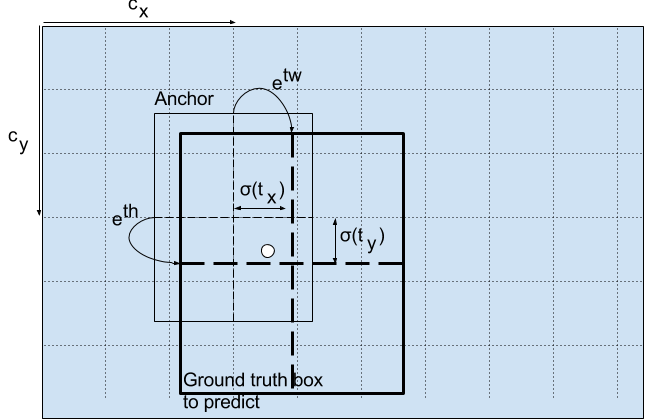 c x
e tw
Anchor
c y
σ(t x)
e th
σ(t y)
Ground truth box
to predict